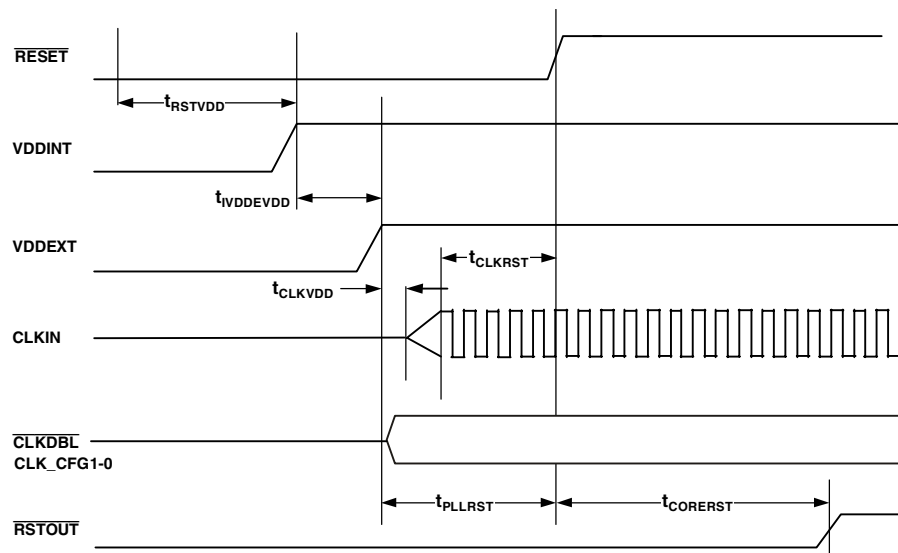 RESET
tRSTVDD
VDDINT
tIVDDEVDD
VDDEXT
tCLKRST
tCLKVDD
CLKIN
CLKDBL
CLK_CFG1-0
tPLLRST
tCORERST
RSTOUT